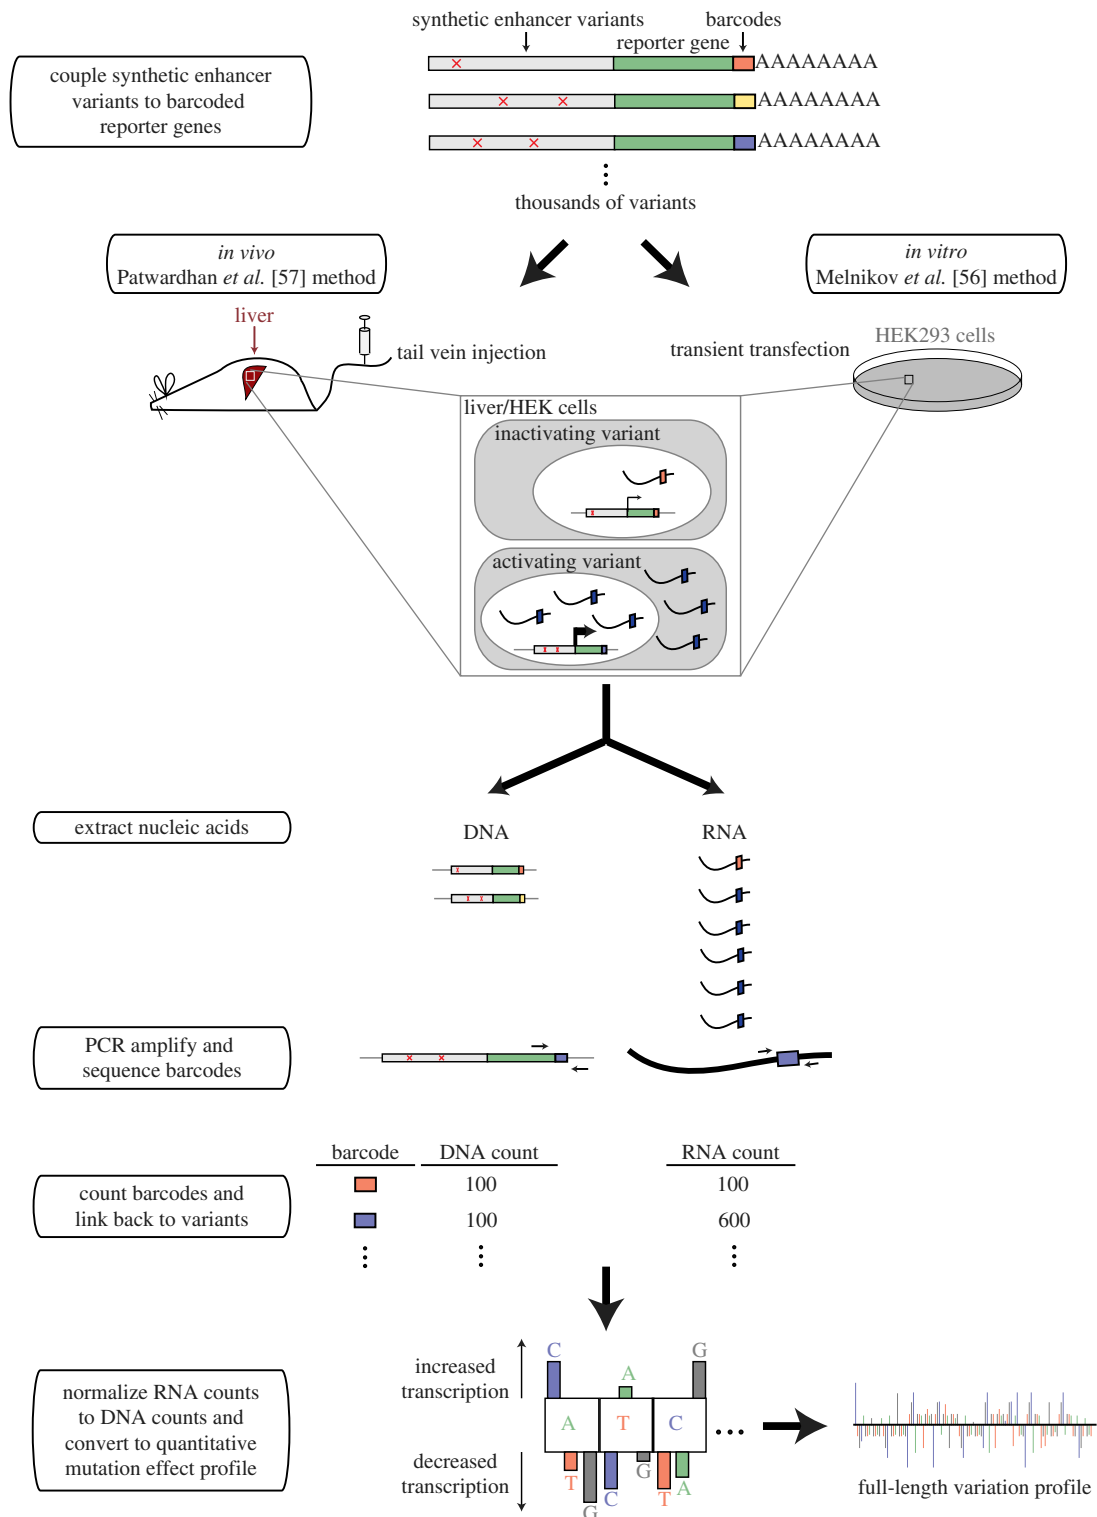 synthetic enhancer variants
barcodes
reporter gene
couple synthetic enhancer
variants to barcoded
reporter genes
AAAAAAAA
AAAAAAAA
AAAAAAAA
thousands of variants
in vivo
Patwardhan et al. [57] method
in vitro
Melnikov et al. [56] method
liver
tail vein injection
transient transfection
HEK293 cells
liver/HEK cells
inactivating variant
activating variant
extract nucleic acids
DNA
RNA
PCR amplify and
sequence barcodes
barcode
DNA count
RNA count
count barcodes and
link back to variants
100
100
100
600
normalize RNA counts
to DNA counts and
convert to quantitative
mutation effect profile
increased
transcription
decreased
transcription
C
A
G
A
T
C
T
G
C
G
T
A
full-length variation profile